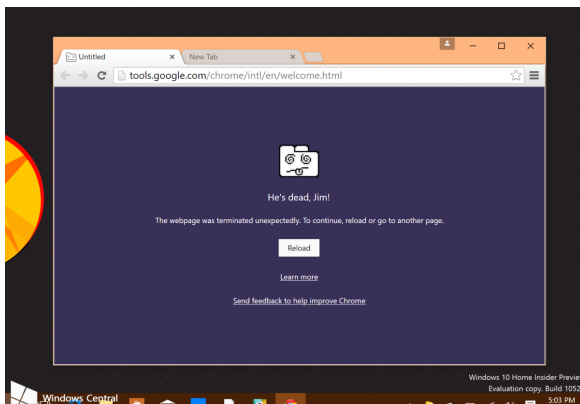 Untitled
New Tab
tools.google.com/chrome/intl/en/welcome.html
He's dead, Jim!
The webpage was terminated unexpectedly. To continue, reload or go to another page.
Reload
Learn more
Send feedback to help improve Chrome
Windows 10 Home Insider Previe
Evaluation copy. Build 1052
Windows Central
5:03 PM